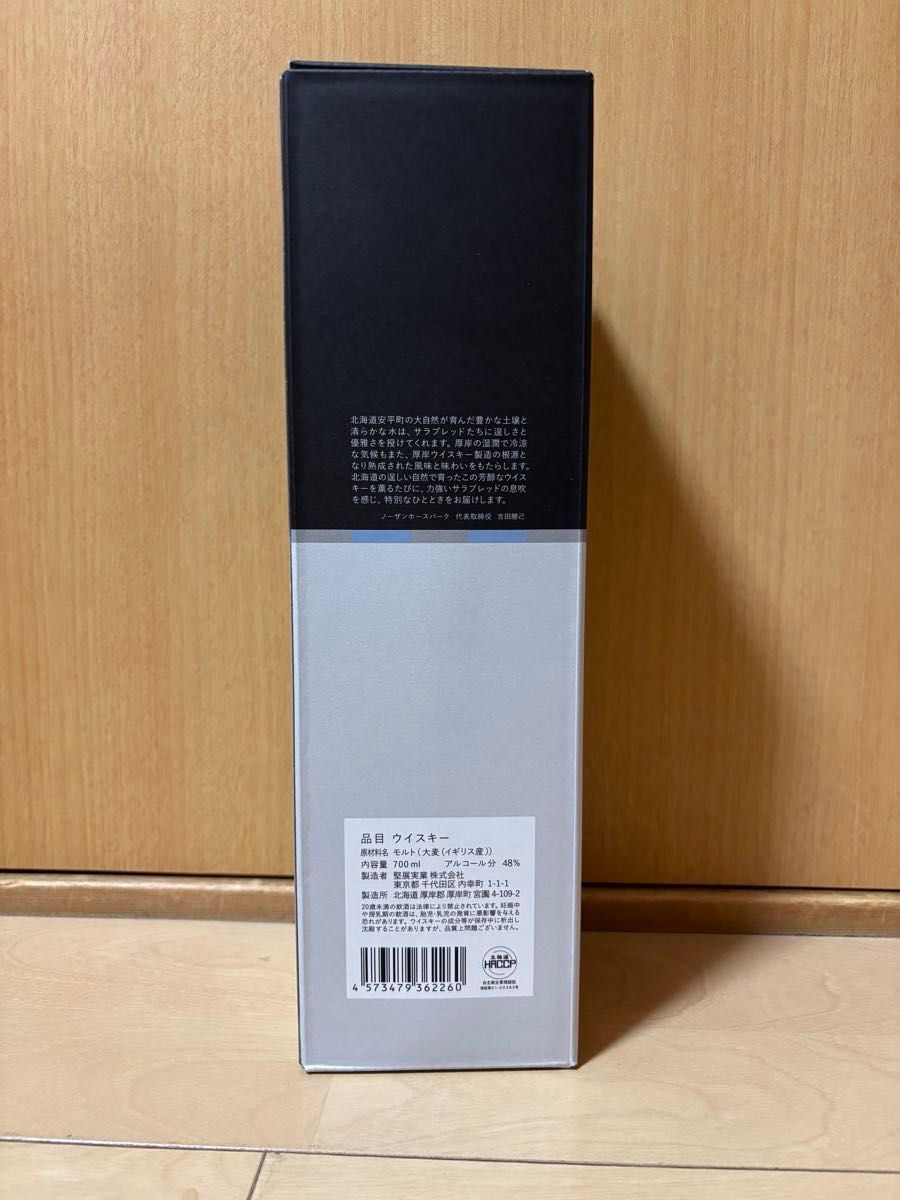 北海道安平町の大自然が育んだ豊かな土壌と
清らかな水は、サラブレッドたちに逞しさと
優雅さを授けてくれます。厚岸の湿潤で冷涼
な気候もまた、厚岸ウイスキー製造の根源と
なり熟成された風味と味わいをもたらします。
北海道の逞しい自然で育ったこの芳醇なウイス
キーを薫るたびに、力強いサラブレッドの息吹
を感じ、特別なひとときをお届けします。
ノーザンホースパーク 代表取締役 吉田勝己
品目 ウイスキー
原材料名 モルト(大麦(イギリス産))
内容量 700ml アルコール分 48%
製造者 堅展実業 株式会社
東京都 千代田区 内幸町 1-1-1
製造所 北海道 厚岸郡 厚岸町 宮園 4-109-2
20歳未満の飲酒は法律により禁止されています。妊娠中
や授乳期の飲酒は、胎児・乳児の発育に悪影響を与える
恐れがあります。ウイスキーの成分等が保存中に析出し
沈殿することがありますが、品質上問題ございません。
北海道
HACCP
自主衛生管理認証
4 573479 362260